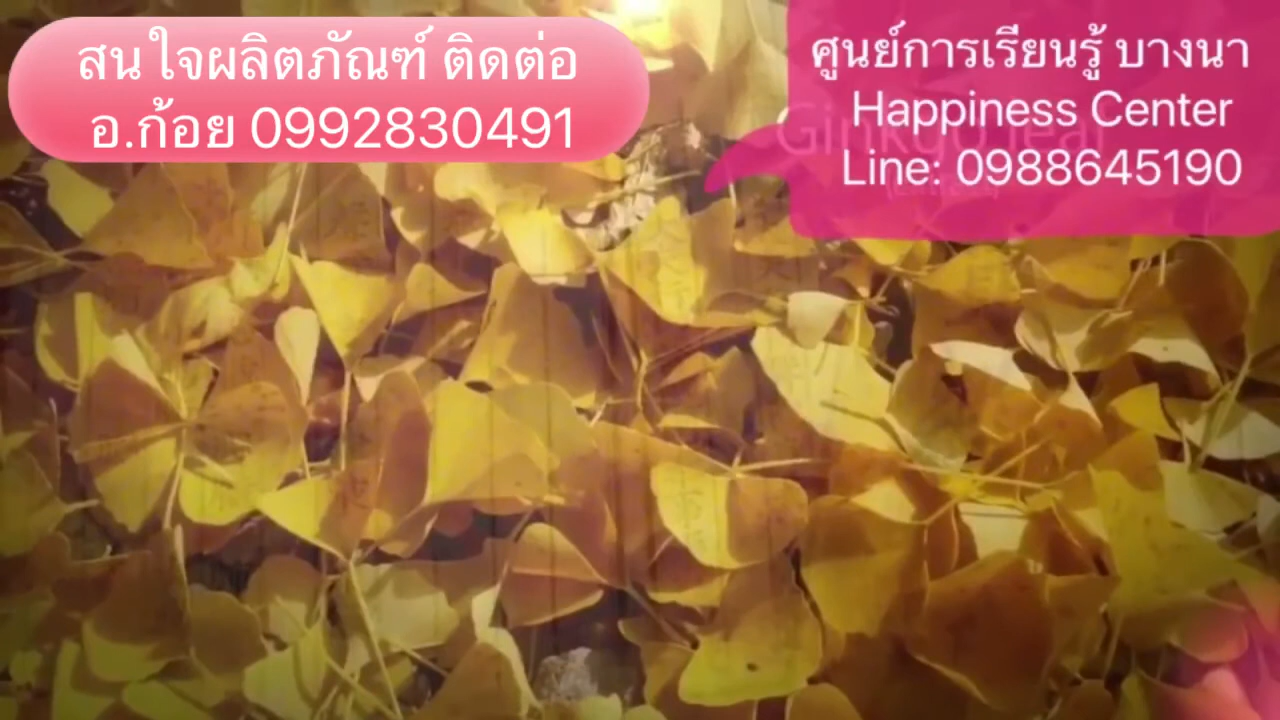 สนใจผลิตภัณฑ์ ติดต่อ
อ.ก้อย 0992830491
ศูนย์การเรียนรู้ บางนา
Happiness Center
Line: 0988645190
Ginkgo leaf